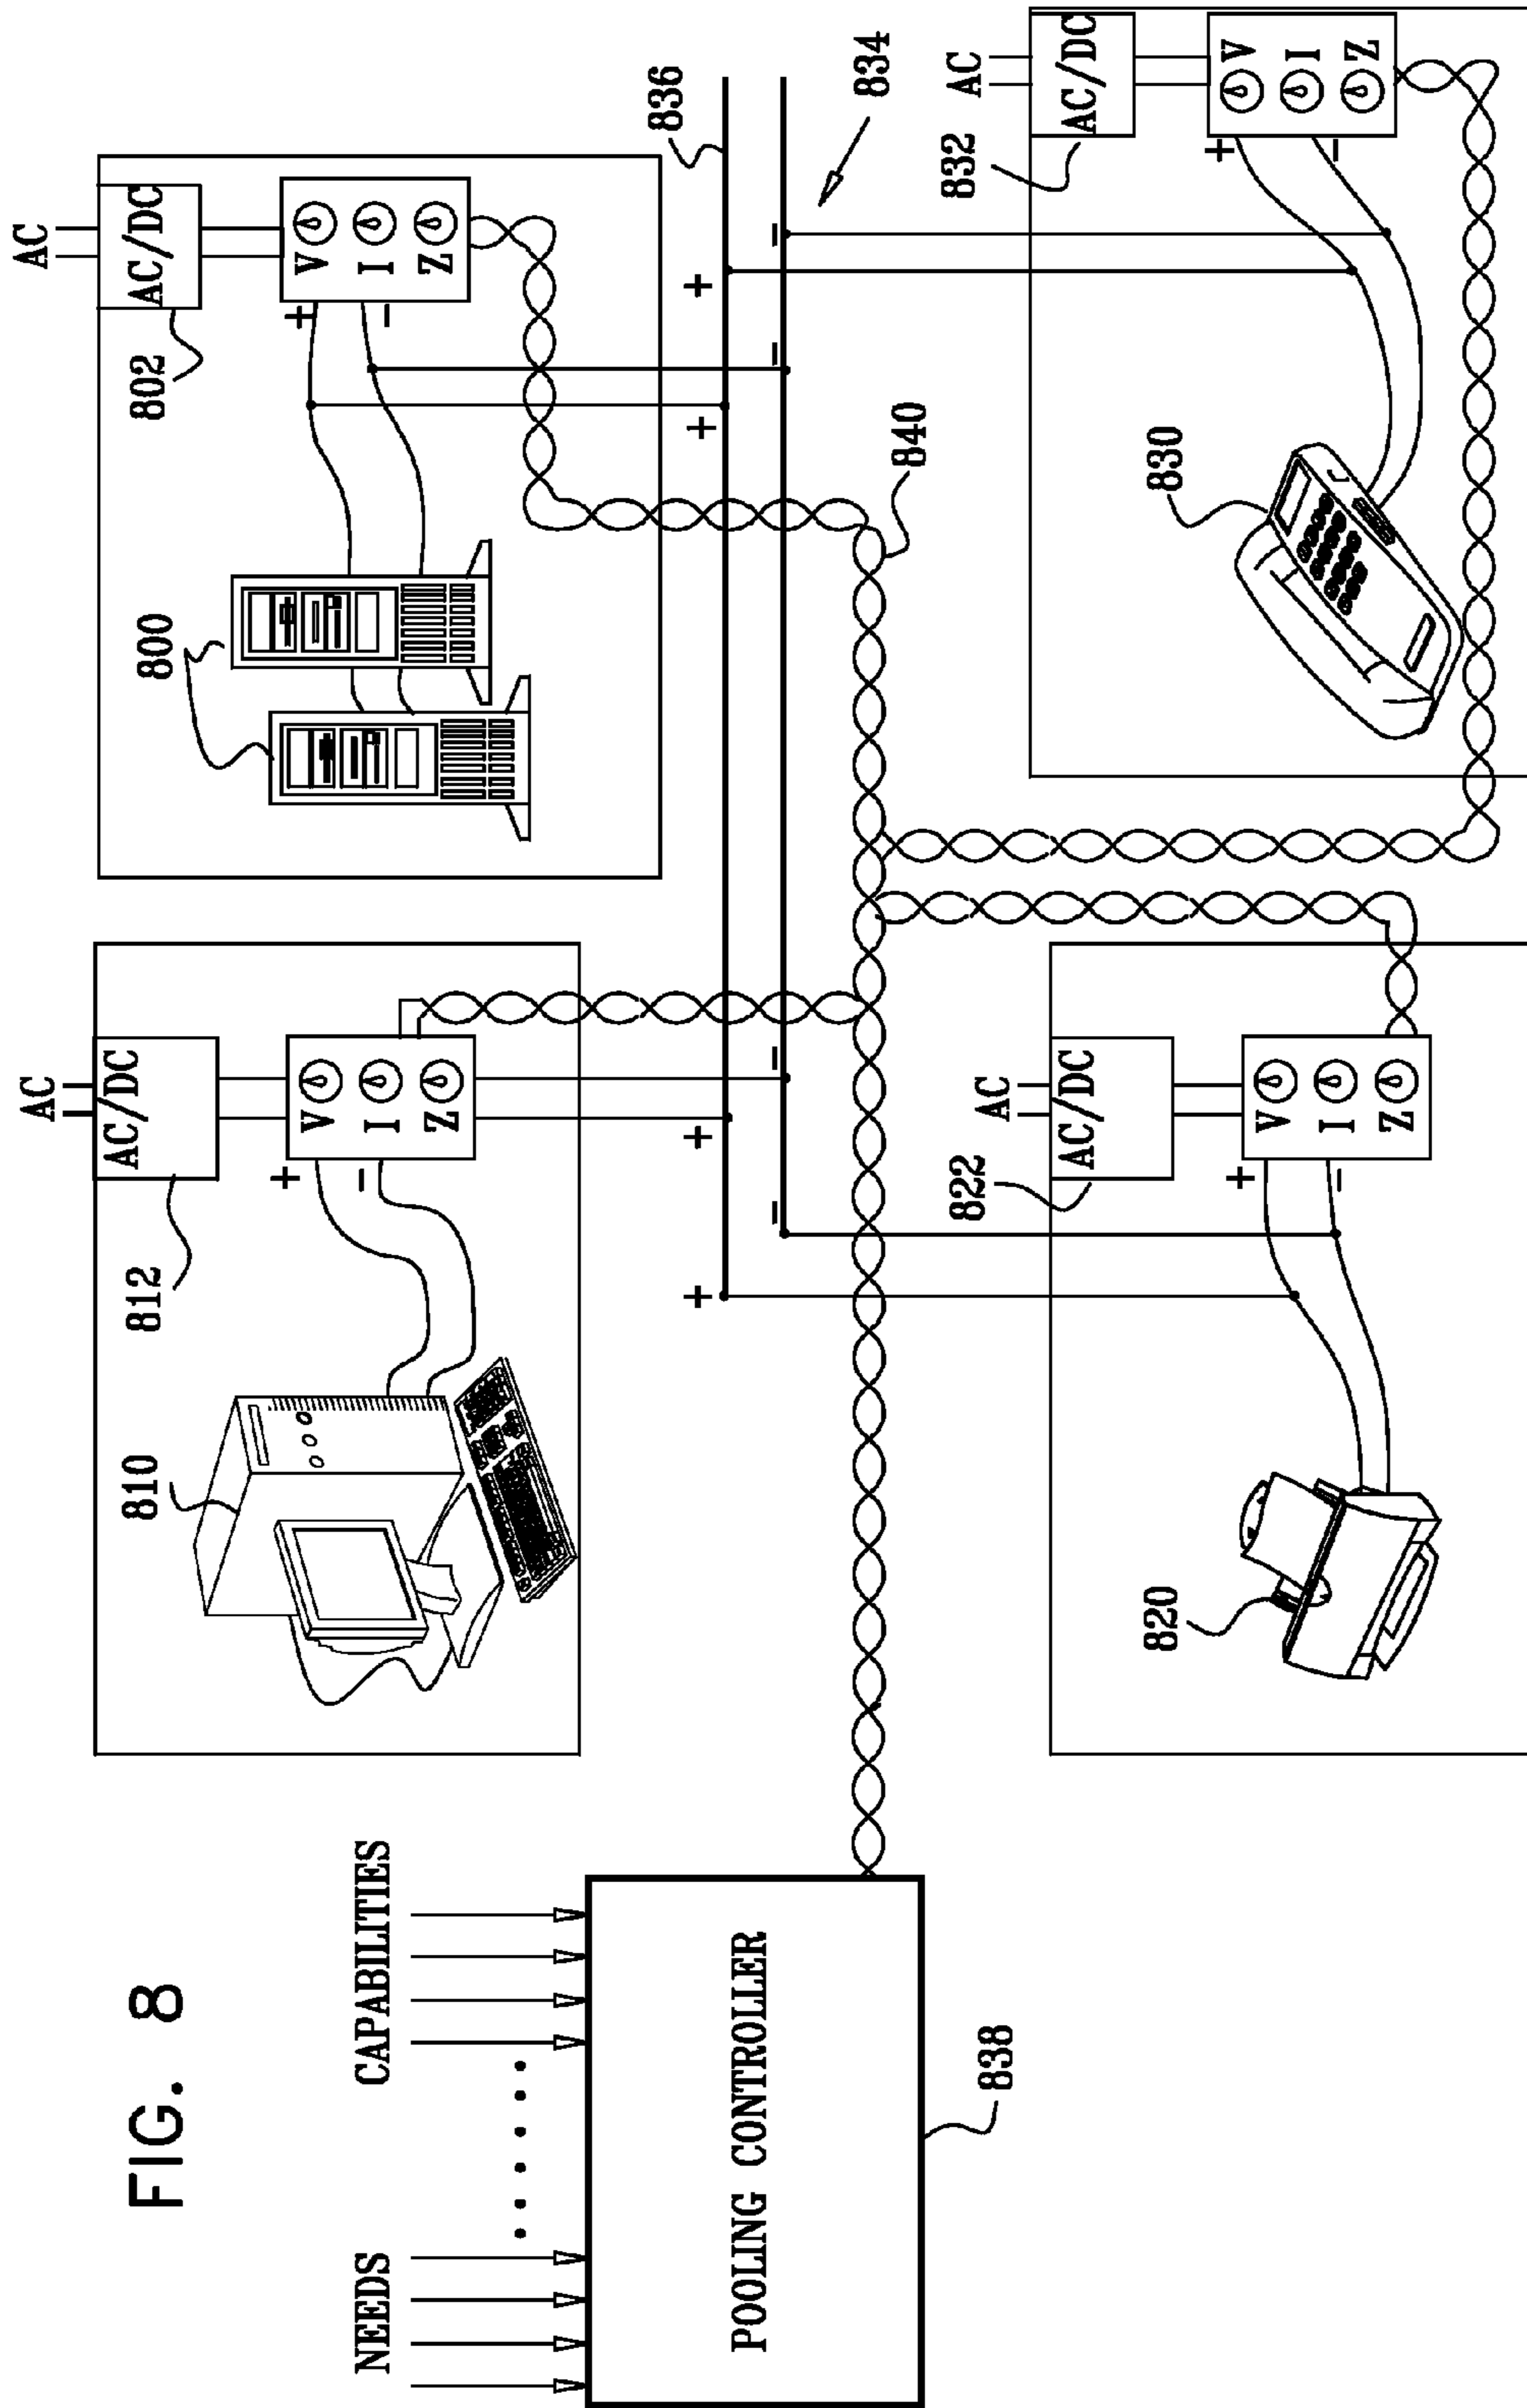 FIG. 8
NEEDS
CAPABILITIES
POOLING CONTROLLER
838
810
812
AC
AC/DC
V
I
Z
+
−
+
−
800
802
AC
AC/DC
V
I
Z
+
−
+
−
836
834
840
820
822
AC
AC/DC
V
I
Z
+
−
+
−
830
832
AC
AC/DC
V
I
Z
+
−
+
−